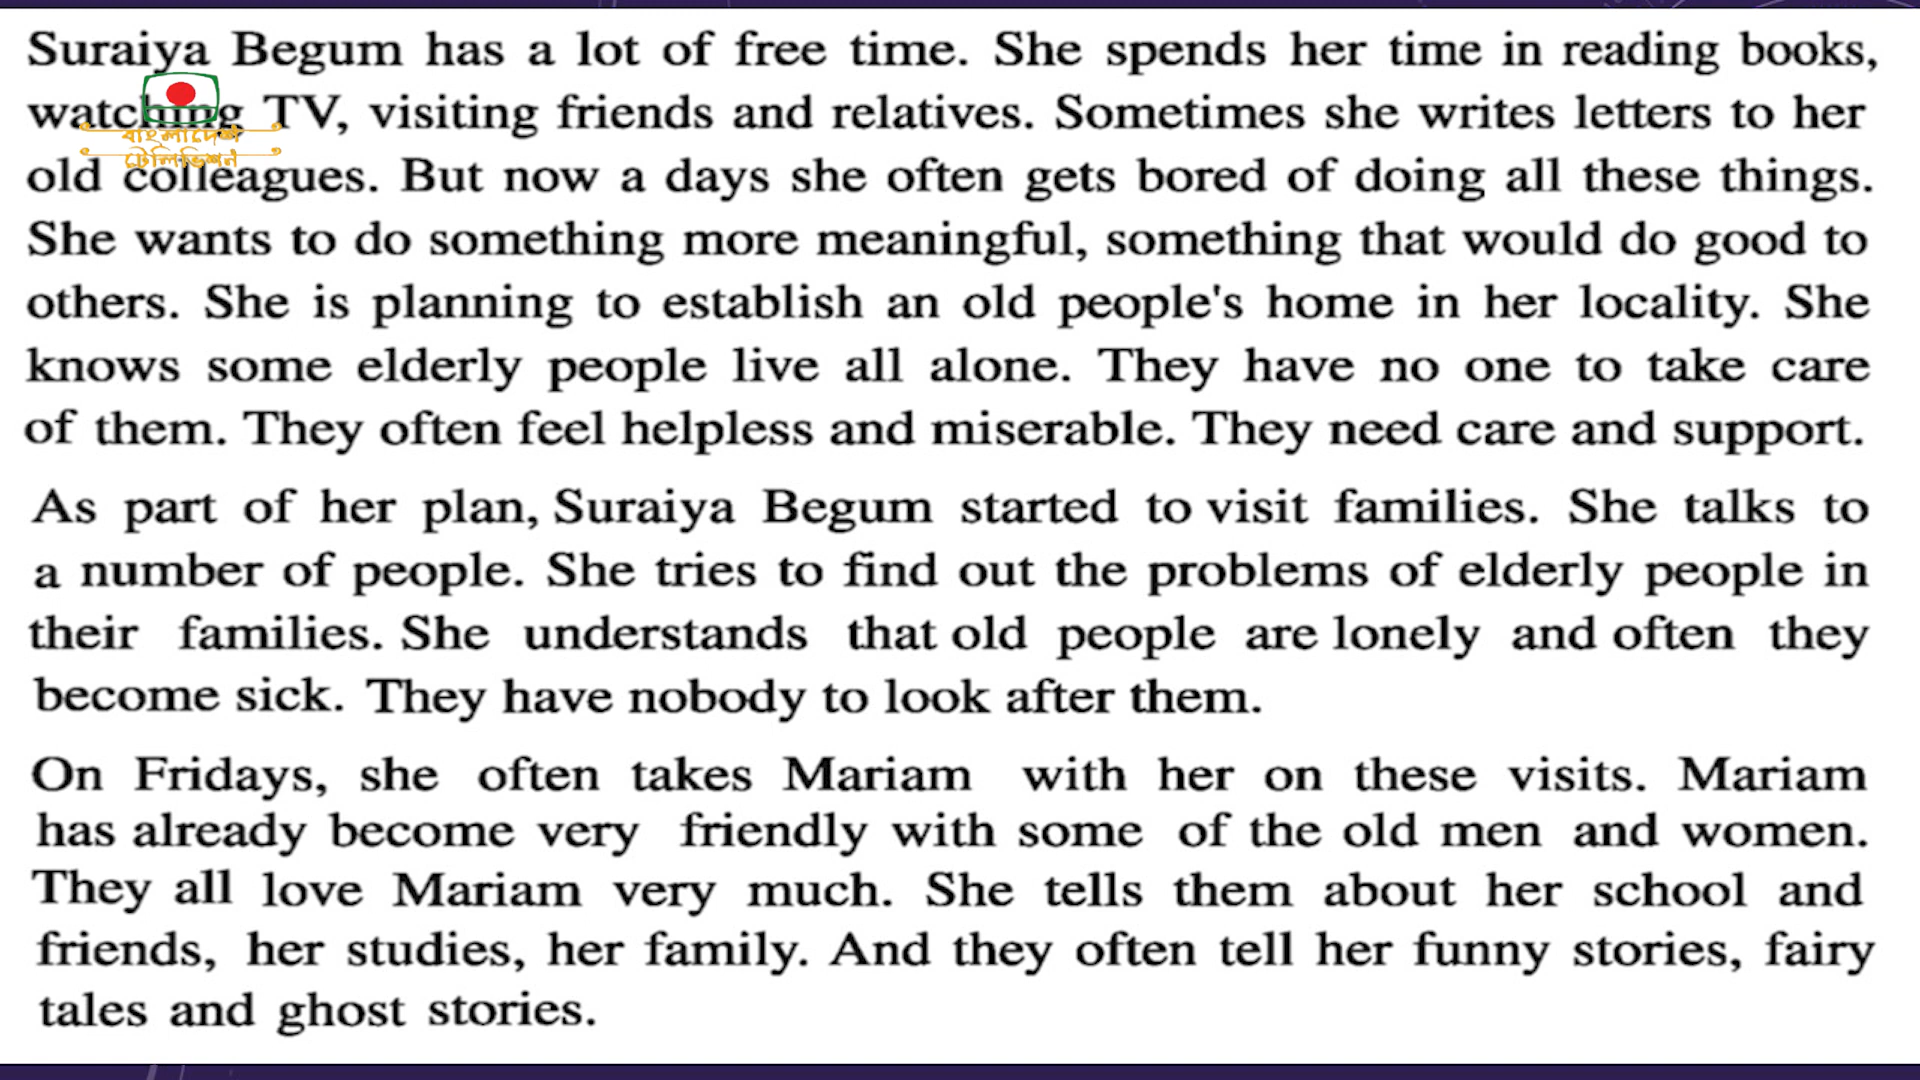 Suraiya Begum has a lot of free time. She spends her time in reading books,
watching TV, visiting friends and relatives. Sometimes she writes letters to her
old colleagues. But now a days she often gets bored of doing all these things.
She wants to do something more meaningful, something that would do good to
others. She is planning to establish an old people's home in her locality. She
knows some elderly people live all alone. They have no one to take care
of them. They often feel helpless and miserable. They need care and support.
As part of her plan, Suraiya Begum started to visit families. She talks to
a number of people. She tries to find out the problems of elderly people in
their families. She understands that old people are lonely and often they
become sick. They have nobody to look after them.
On Fridays, she often takes Mariam with her on these visits. Mariam
has already become very friendly with some of the old men and women.
They all love Mariam very much. She tells them about her school and
friends, her studies, her family. And they often tell her funny stories, fairy
tales and ghost stories.
বাংলাদেশ
টেলিভিশন